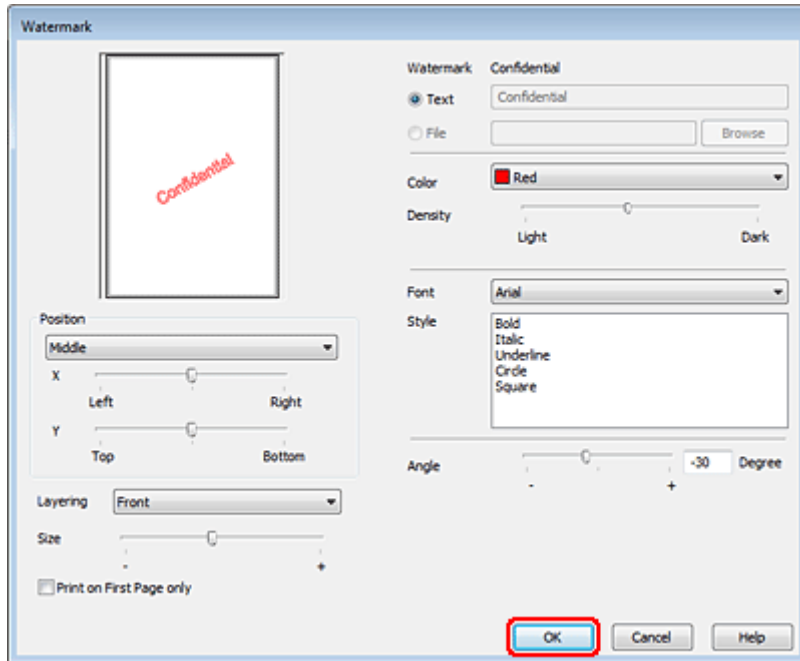 Watermark
Confidential
Position
Middle
X
Left Right
Y
Top Bottom
Layering Front
Size
- +
Print on First Page only
Watermark Confidential
Text Confidential
File Browse
Color Red
Density
Light Dark
Font Arial
Style
Bold
Italic
Underline
Circle
Square
Angle -30 Degree
- +
OK Cancel Help